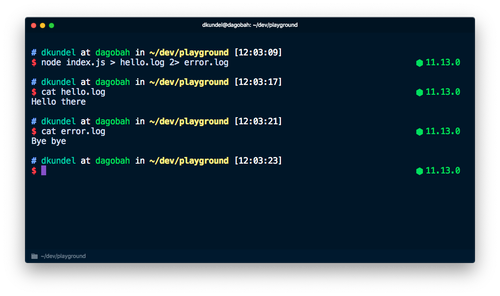 dkundel@dagobah: ~/dev/playground
# dkundel at dagobah in ~/dev/playground [12:03:09]
$ node index.js > hello.log 2> error.log 11.13.0
# dkundel at dagobah in ~/dev/playground [12:03:17]
$ cat hello.log 11.13.0
Hello there
# dkundel at dagobah in ~/dev/playground [12:03:21]
$ cat error.log 11.13.0
Bye bye
# dkundel at dagobah in ~/dev/playground [12:03:23]
$ 11.13.0
~/dev/playground